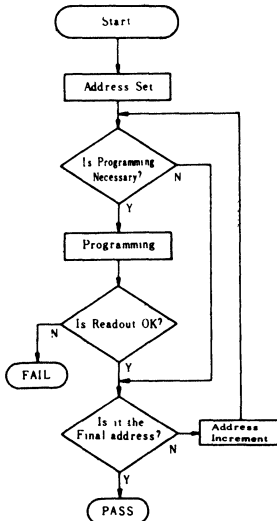 Start
Address Set
Is Programming
Necessary?
N
Y
Programming
Is Readout OK?
N
Y
FAIL
Is it the
Final address?
N
Address
Increment
Y
PASS